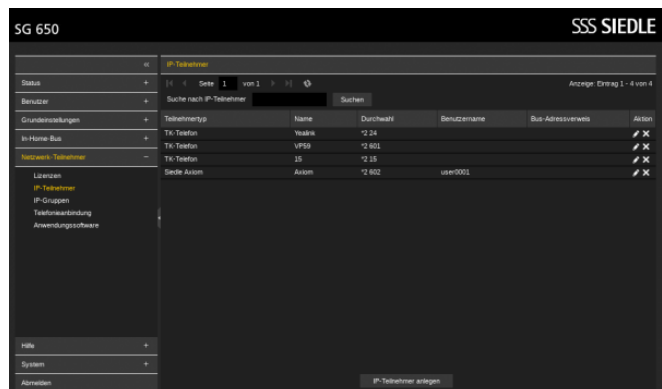 SG 650
SSS SIEDLE
«
IP-Teilnehmer
Status +
Benutzer +
Grundeinstellungen +
In-Home-Bus +
Netzwerk-Teilnehmer −
Lizenzen
IP-Teilnehmer
IP-Gruppen
Telefonieanbindung
Anwendungssoftware
Hilfe +
System +
Abmelden
Seite 1 von 1
Anzeige: Eintrag 1 - 4 von 4
Suche nach IP-Teilnehmer Suchen
Teilnehmertyp Name Durchwahl Benutzername Bus-Adressverweis Aktion
TK-Telefon Yealink *2 24
TK-Telefon VP59 *2 601
TK-Telefon 15 *2 15
Siedle Axiom Axiom *2 602 user0001
IP-Teilnehmer anlegen